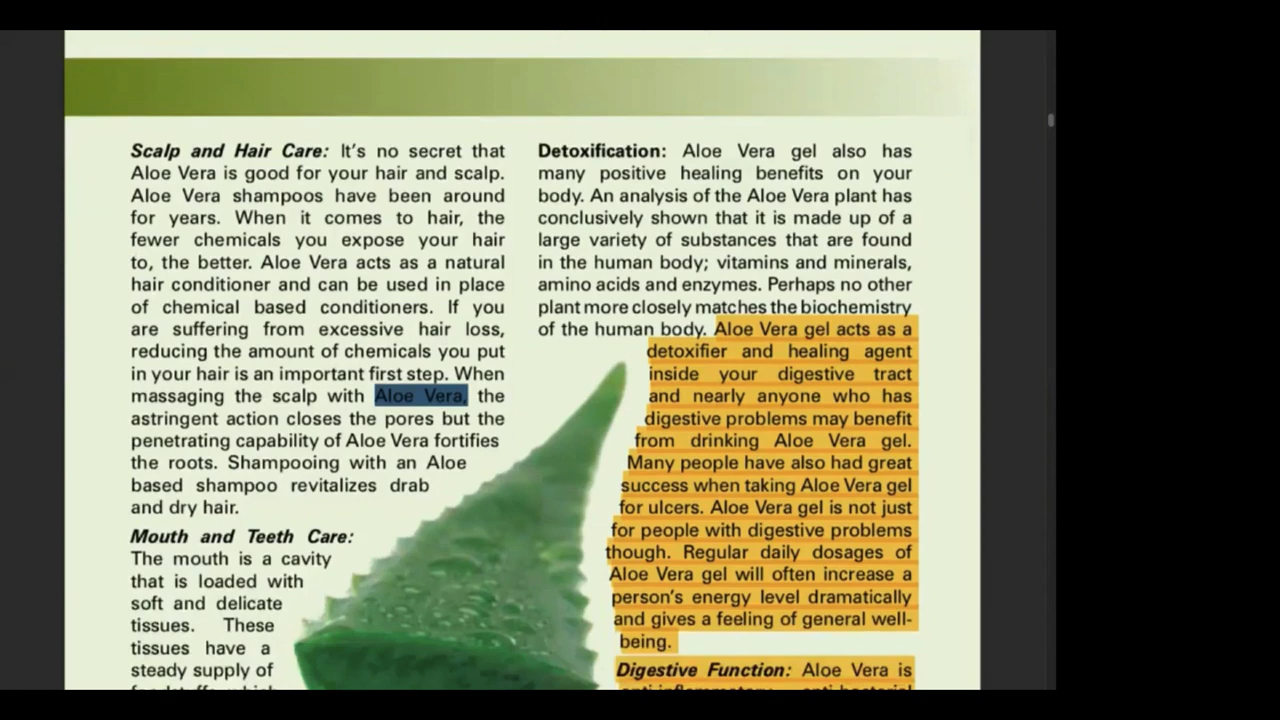 Scalp and Hair Care: It's no secret that
Aloe Vera is good for your hair and scalp.
Aloe Vera shampoos have been around
for years. When it comes to hair, the
fewer chemicals you expose your hair
to, the better. Aloe Vera acts as a natural
hair conditioner and can be used in place
of chemical based conditioners. If you
are suffering from excessive hair loss,
reducing the amount of chemicals you put
in your hair is an important first step. When
massaging the scalp with Aloe Vera, the
astringent action closes the pores but the
penetrating capability of Aloe Vera fortifies
the roots. Shampooing with an Aloe
based shampoo revitalizes drab
and dry hair.
Mouth and Teeth Care:
The mouth is a cavity
that is loaded with
soft and delicate
tissues. These
tissues have a
steady supply of
foodstuffs which
Detoxification: Aloe Vera gel also has
many positive healing benefits on your
body. An analysis of the Aloe Vera plant has
conclusively shown that it is made up of a
large variety of substances that are found
in the human body; vitamins and minerals,
amino acids and enzymes. Perhaps no other
plant more closely matches the biochemistry
of the human body. Aloe Vera gel acts as a
detoxifier and healing agent
inside your digestive tract
and nearly anyone who has
digestive problems may benefit
from drinking Aloe Vera gel.
Many people have also had great
success when taking Aloe Vera gel
for ulcers. Aloe Vera gel is not just
for people with digestive problems
though. Regular daily dosages of
Aloe Vera gel will often increase a
person's energy level dramatically
and gives a feeling of general well-
being.
Digestive Function: Aloe Vera is
anti-inflammatory, anti-bacterial